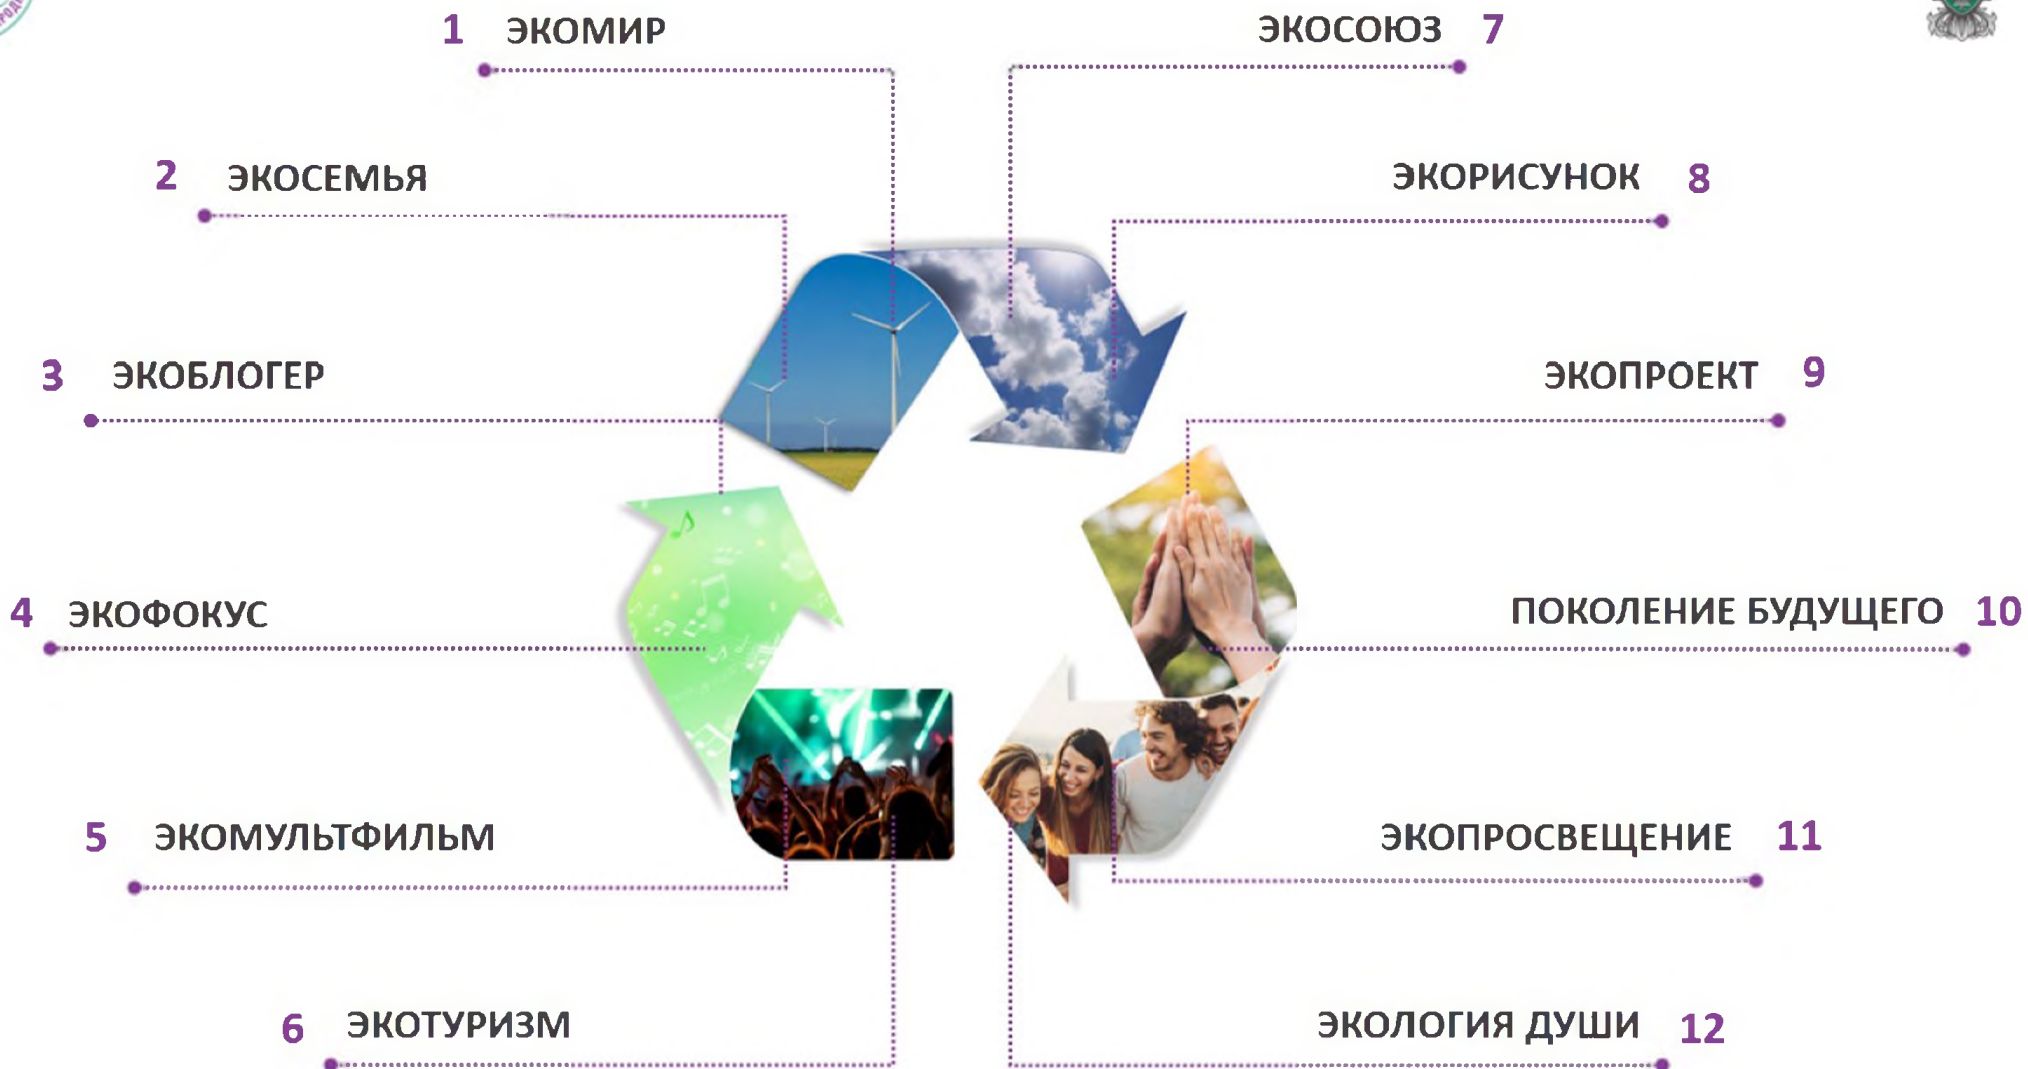 1 ЭКОМИР
2 ЭКОСЕМЬЯ
3 ЭКОБЛОГЕР
4 ЭКОФОКУС
5 ЭКОМУЛЬТФИЛЬМ
6 ЭКОТУРИЗМ
ЭКОСОЮЗ 7
ЭКОРИСУНОК 8
ЭКОПРОЕКТ 9
ПОКОЛЕНИЕ БУДУЩЕГО 10
ЭКОПРОСВЕЩЕНИЕ 11
ЭКОЛОГИЯ ДУШИ 12